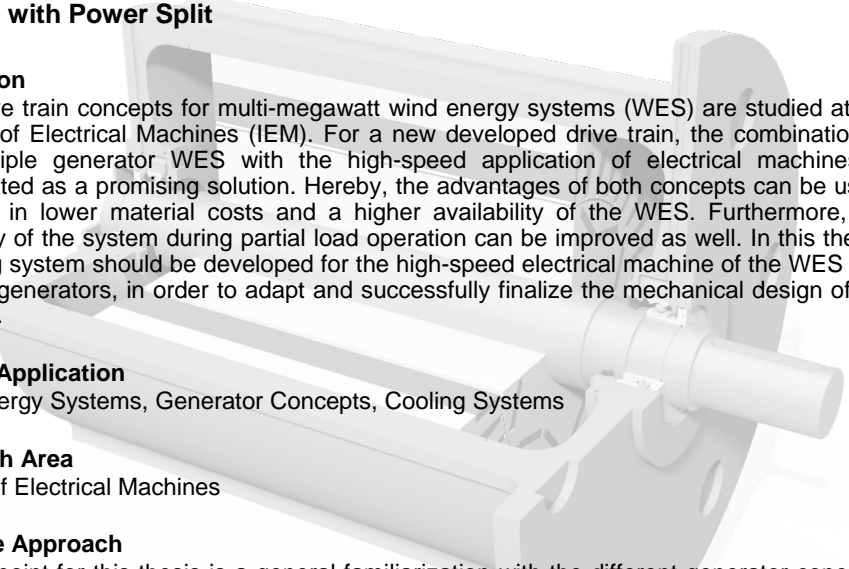 with Power Split
on
ve train concepts for multi-megawatt wind energy systems (WES) are studied at
of Electrical Machines (IEM). For a new developed drive train, the combinatio
iple generator WES with the high-speed application of electrical machines
ted as a promising solution. Hereby, the advantages of both concepts can be us
in lower material costs and a higher availability of the WES. Furthermore,
y of the system during partial load operation can be improved as well. In this the
g system should be developed for the high-speed electrical machine of the WES
generators, in order to adapt and successfully finalize the mechanical design of
.
Application
ergy Systems, Generator Concepts, Cooling Systems
h Area
of Electrical Machines
e Approach
point for this thesis is a general familiarization with the different generator conce